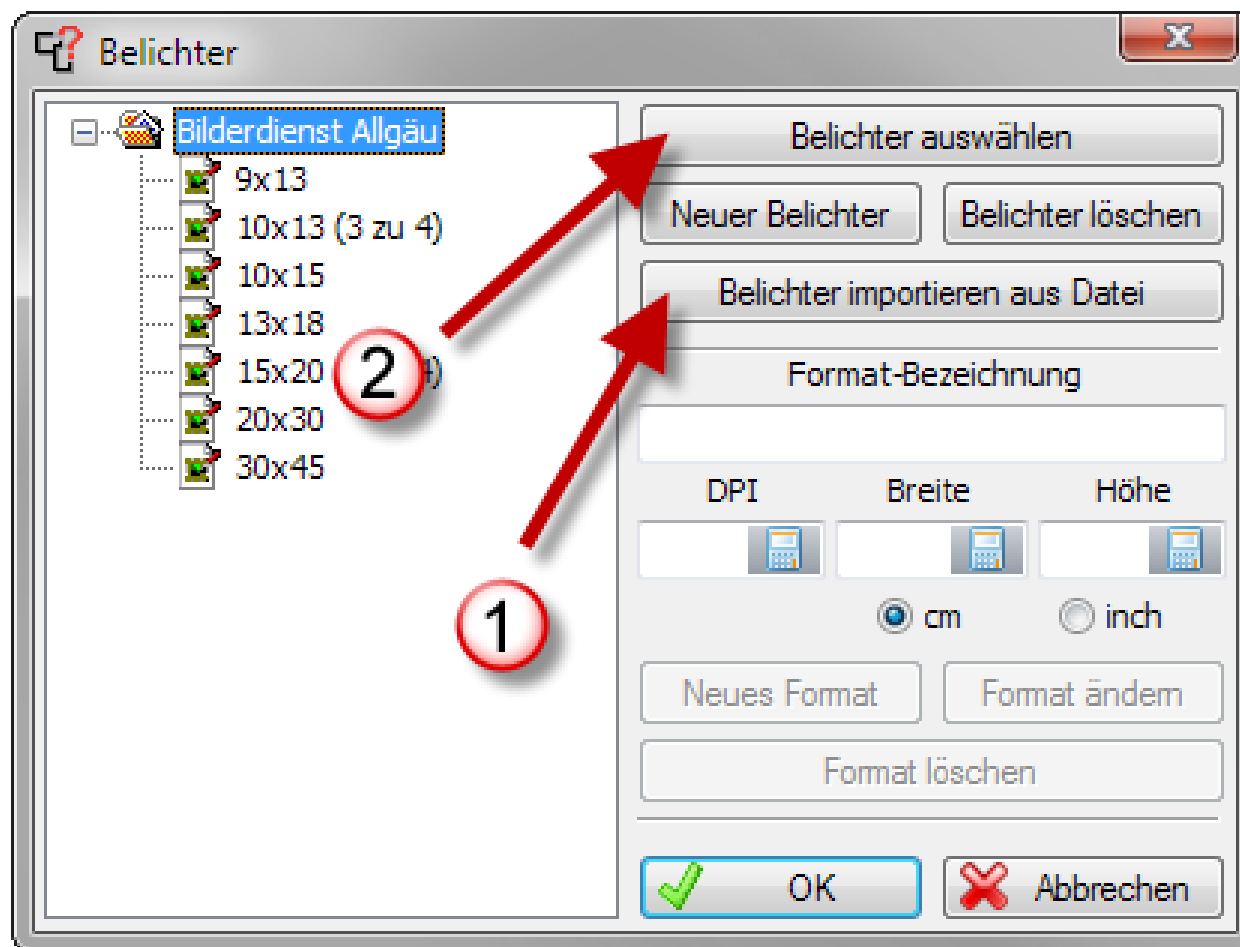 Belichter
Bilderdienst Allgäu
9x13
10x13 (3 zu 4)
10x15
13x18
15x20 4)
20x30
30x45
2
1
Belichter auswählen
Neuer Belichter
Belichter löschen
Belichter importieren aus Datei
Format-Bezeichnung
DPI
Breite
Höhe
cm
inch
Neues Format
Format ändern
Format löschen
OK
Abbrechen